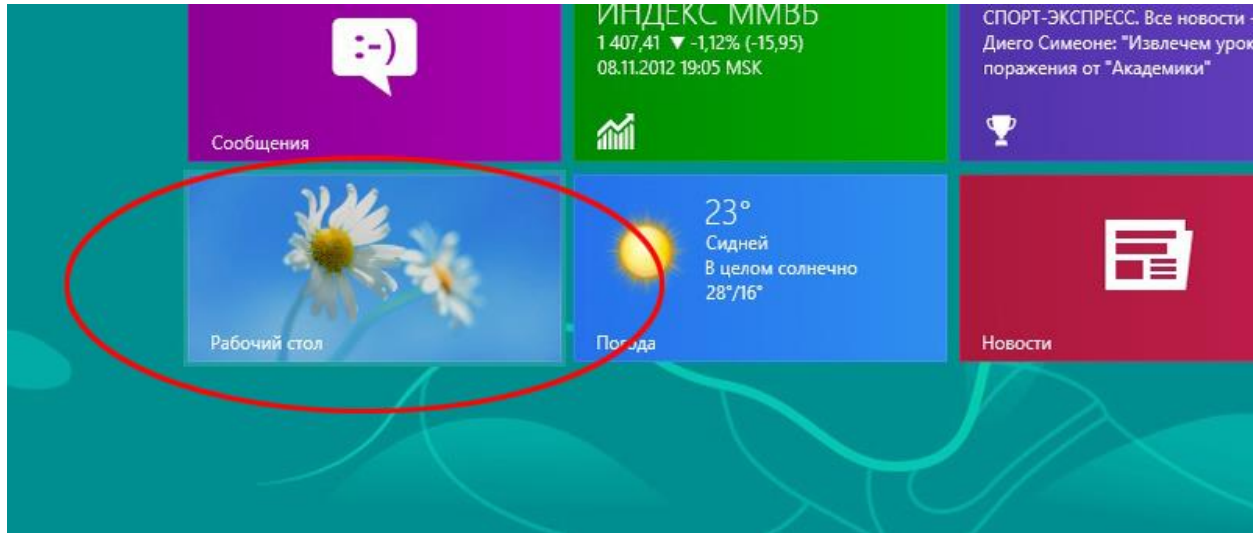 :-)
Сообщения
ИНДЕКС ММВБ
1 407,41 ▼ -1,12% (-15,95)
08.11.2012 19:05 MSK
СПОРТ-ЭКСПРЕСС. Все новости -
Диего Симеоне: "Извлечем урок
поражения от "Академики"
Рабочий стол
23°
Сидней
В целом солнечно
28°/16°
Погода
Новости